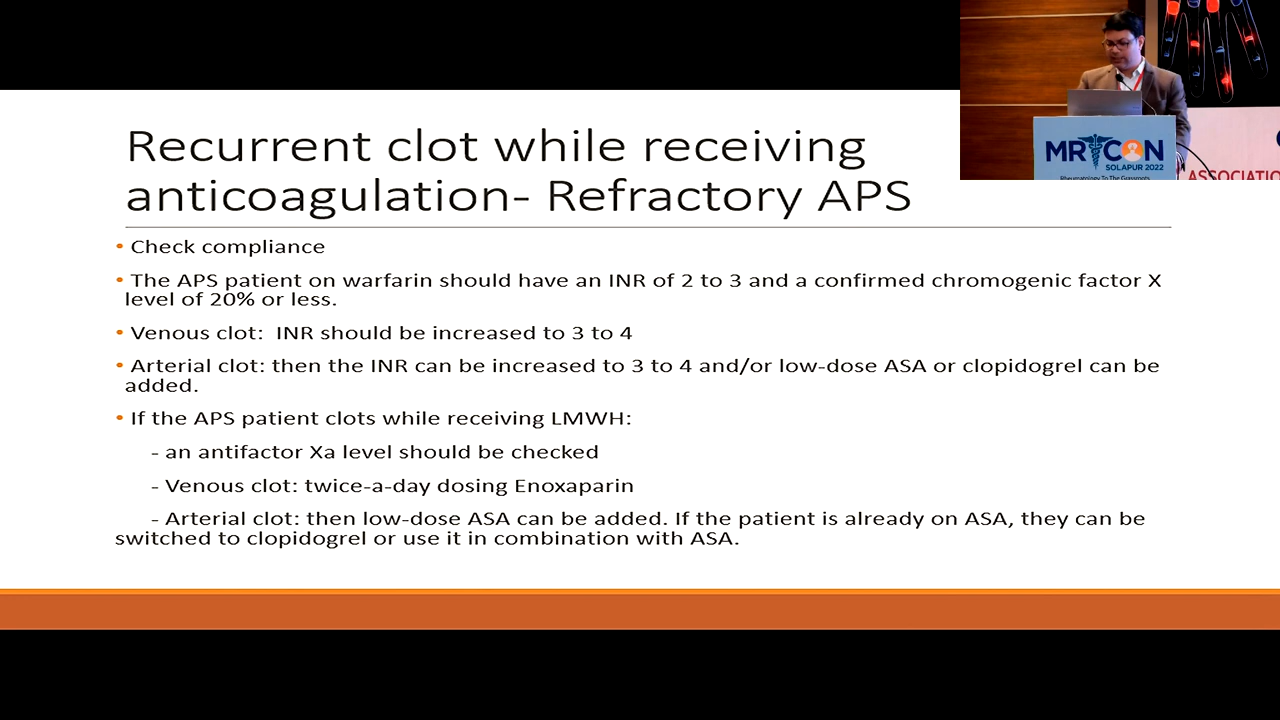 Recurrent clot while receiving
anticoagulation- Refractory APS
• Check compliance
• The APS patient on warfarin should have an INR of 2 to 3 and a confirmed chromogenic factor X
level of 20% or less.
• Venous clot: INR should be increased to 3 to 4
• Arterial clot: then the INR can be increased to 3 to 4 and/or low-dose ASA or clopidogrel can be
added.
• If the APS patient clots while receiving LMWH:
- an antifactor Xa level should be checked
- Venous clot: twice-a-day dosing Enoxaparin
- Arterial clot: then low-dose ASA can be added. If the patient is already on ASA, they can be
switched to clopidogrel or use it in combination with ASA.
MRCON
SOLAPUR 2022
Rheumatology To The Grassroots
ASSOCIATIO